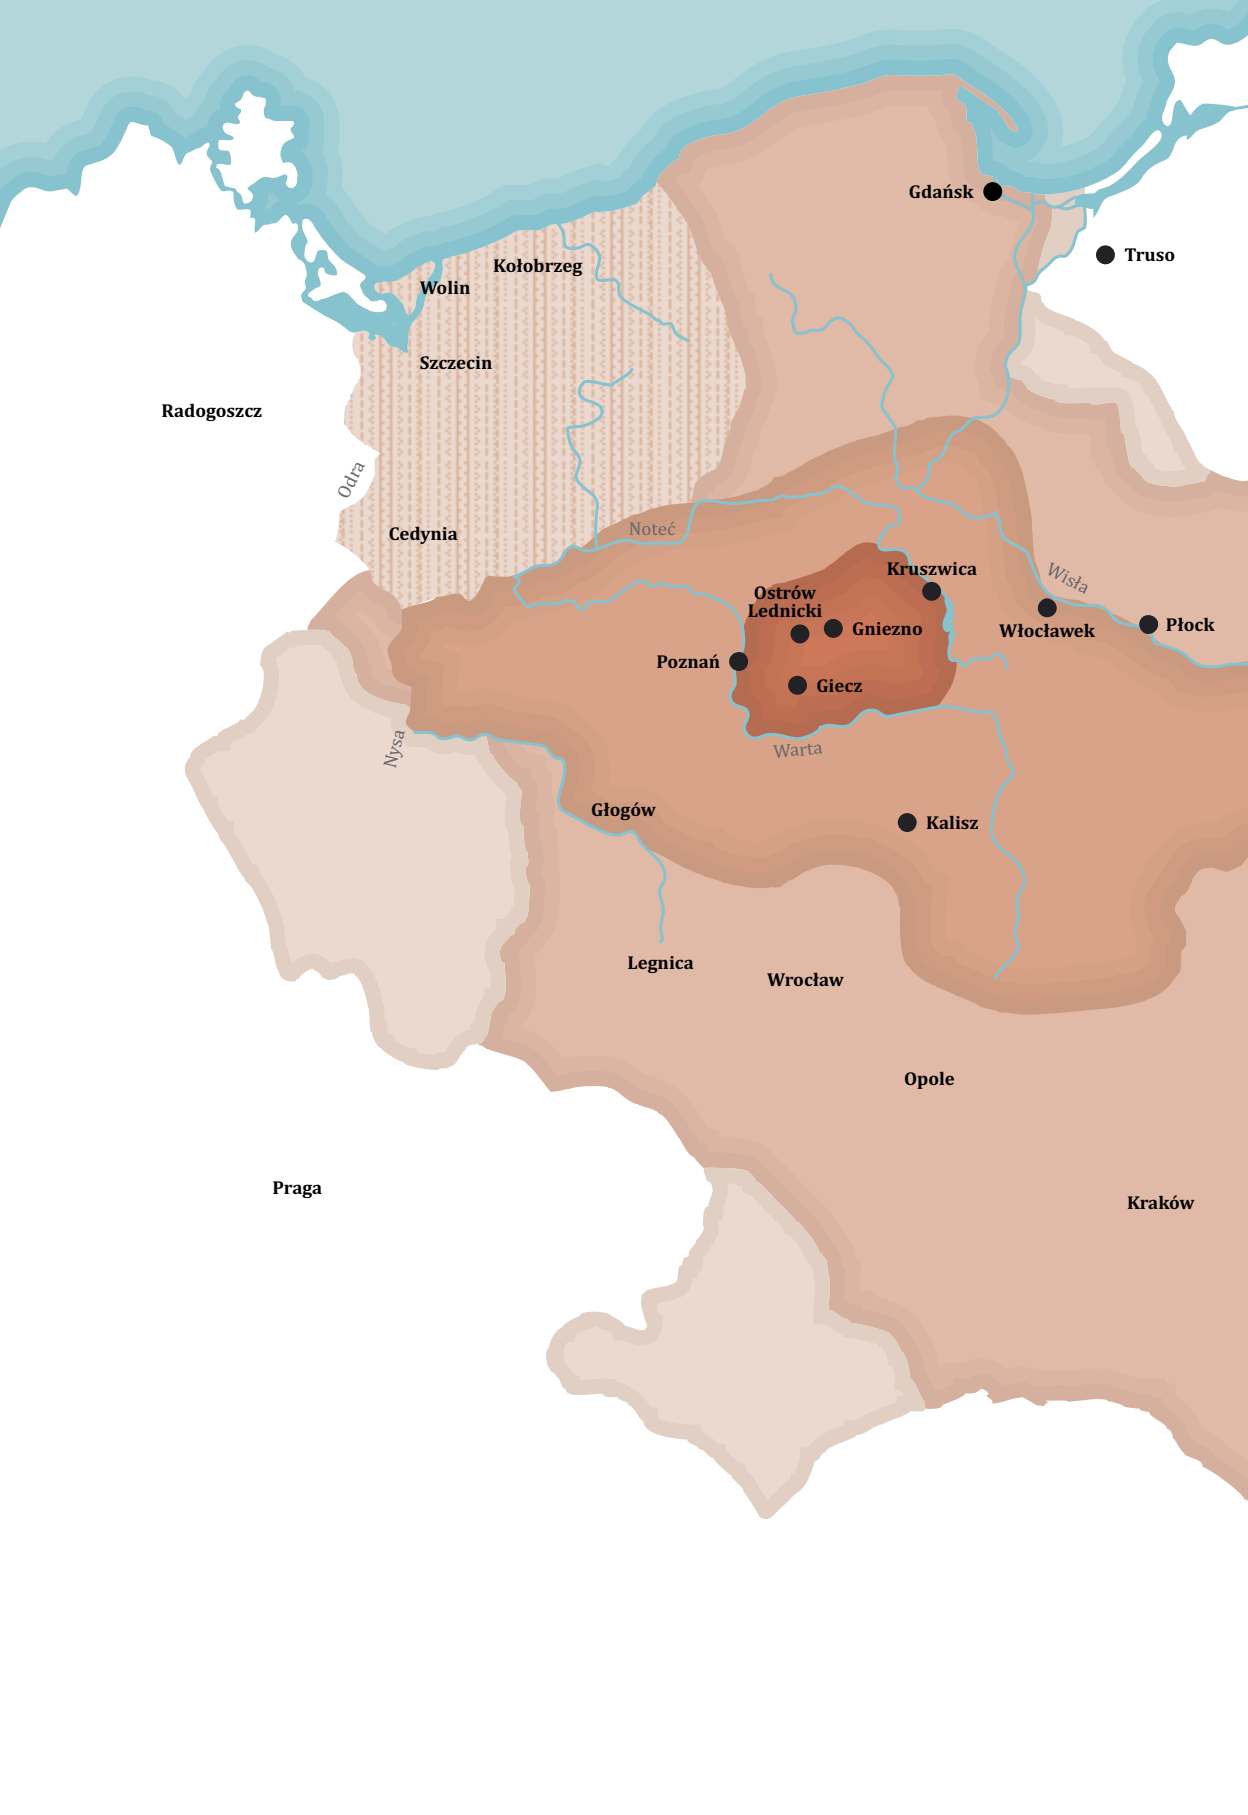 Gdańsk
Truso
Kołobrzeg
Wolin
Szczecin
Radogoszcz
Odra
Cedynia
Noteć
Kruszwica
Wisła
Ostrów
Lednicki
Gniezno
Włocławek
Płock
Poznań
Giecz
Nysa
Warta
Głogów
Kalisz
Legnica
Wrocław
Opole
Praga
Kraków